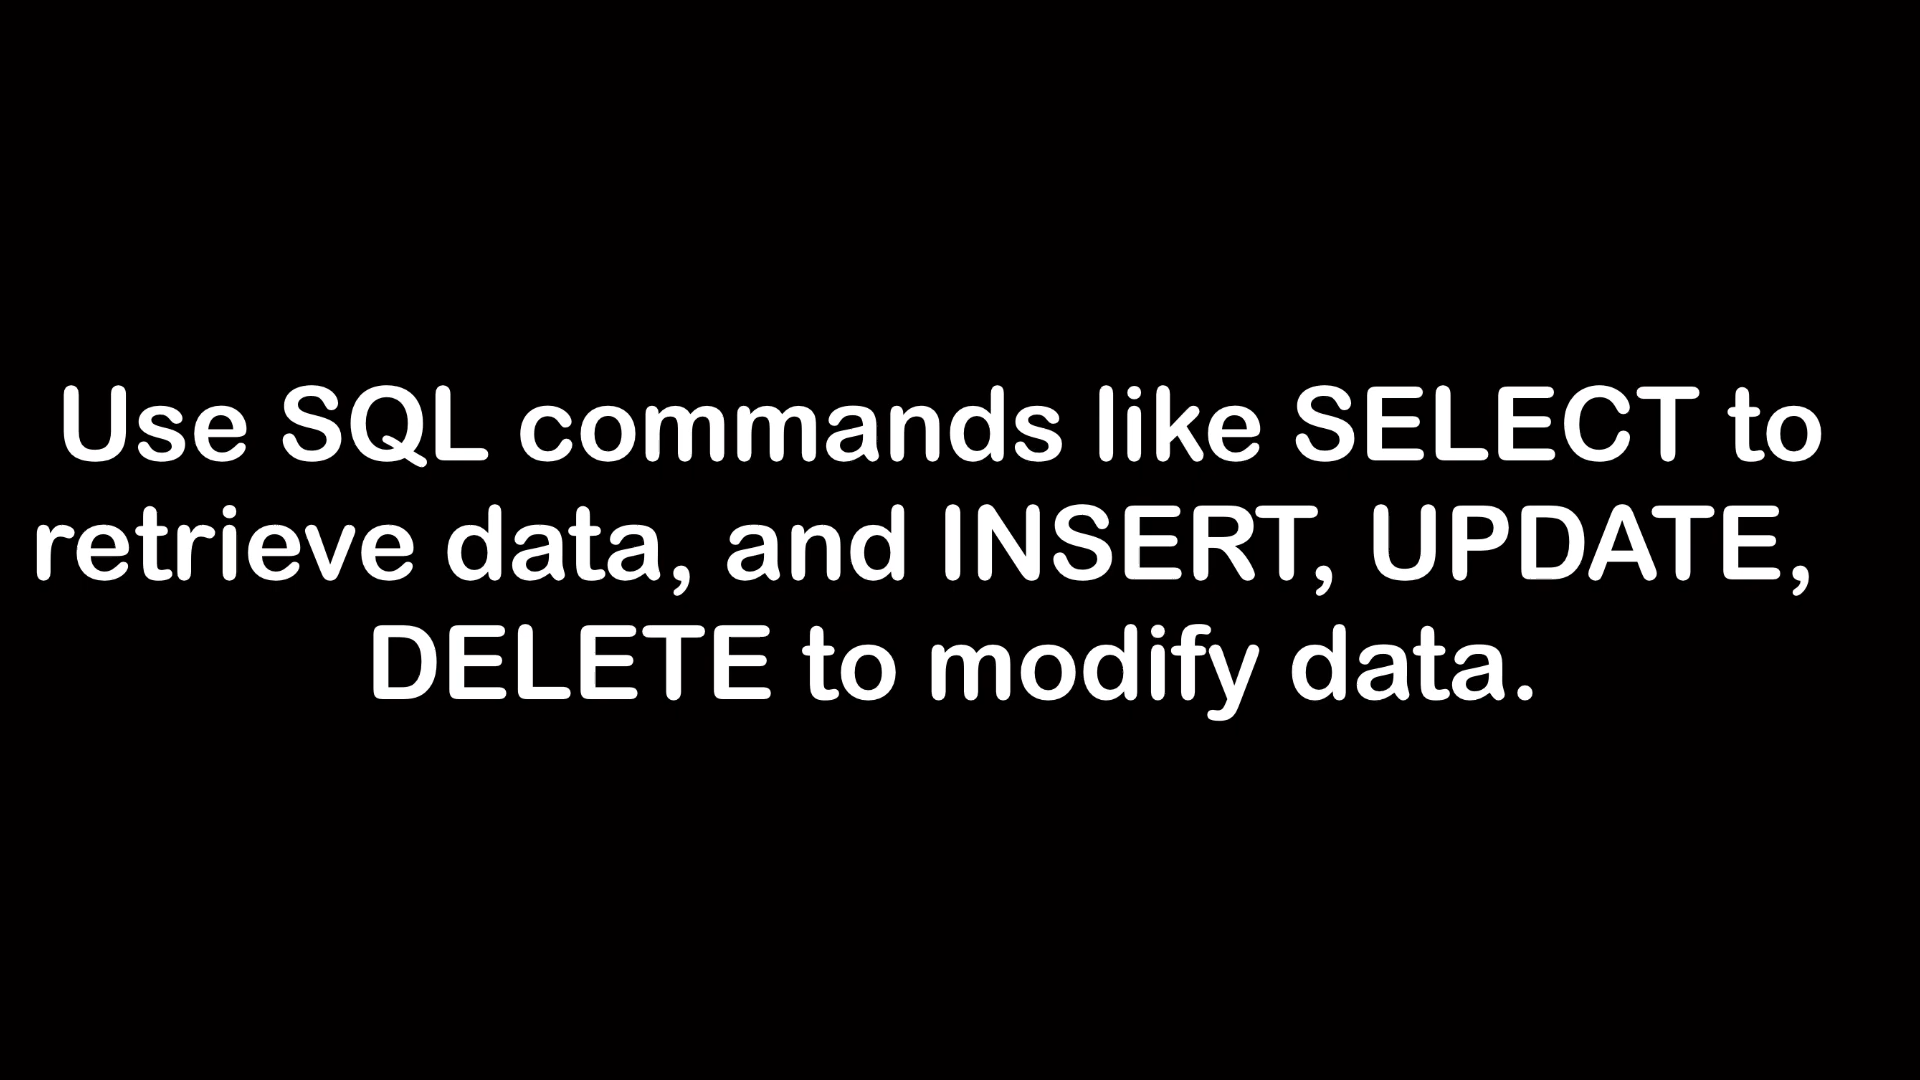 Use SQL commands like SELECT to
retrieve data, and INSERT, UPDATE,
DELETE to modify data.